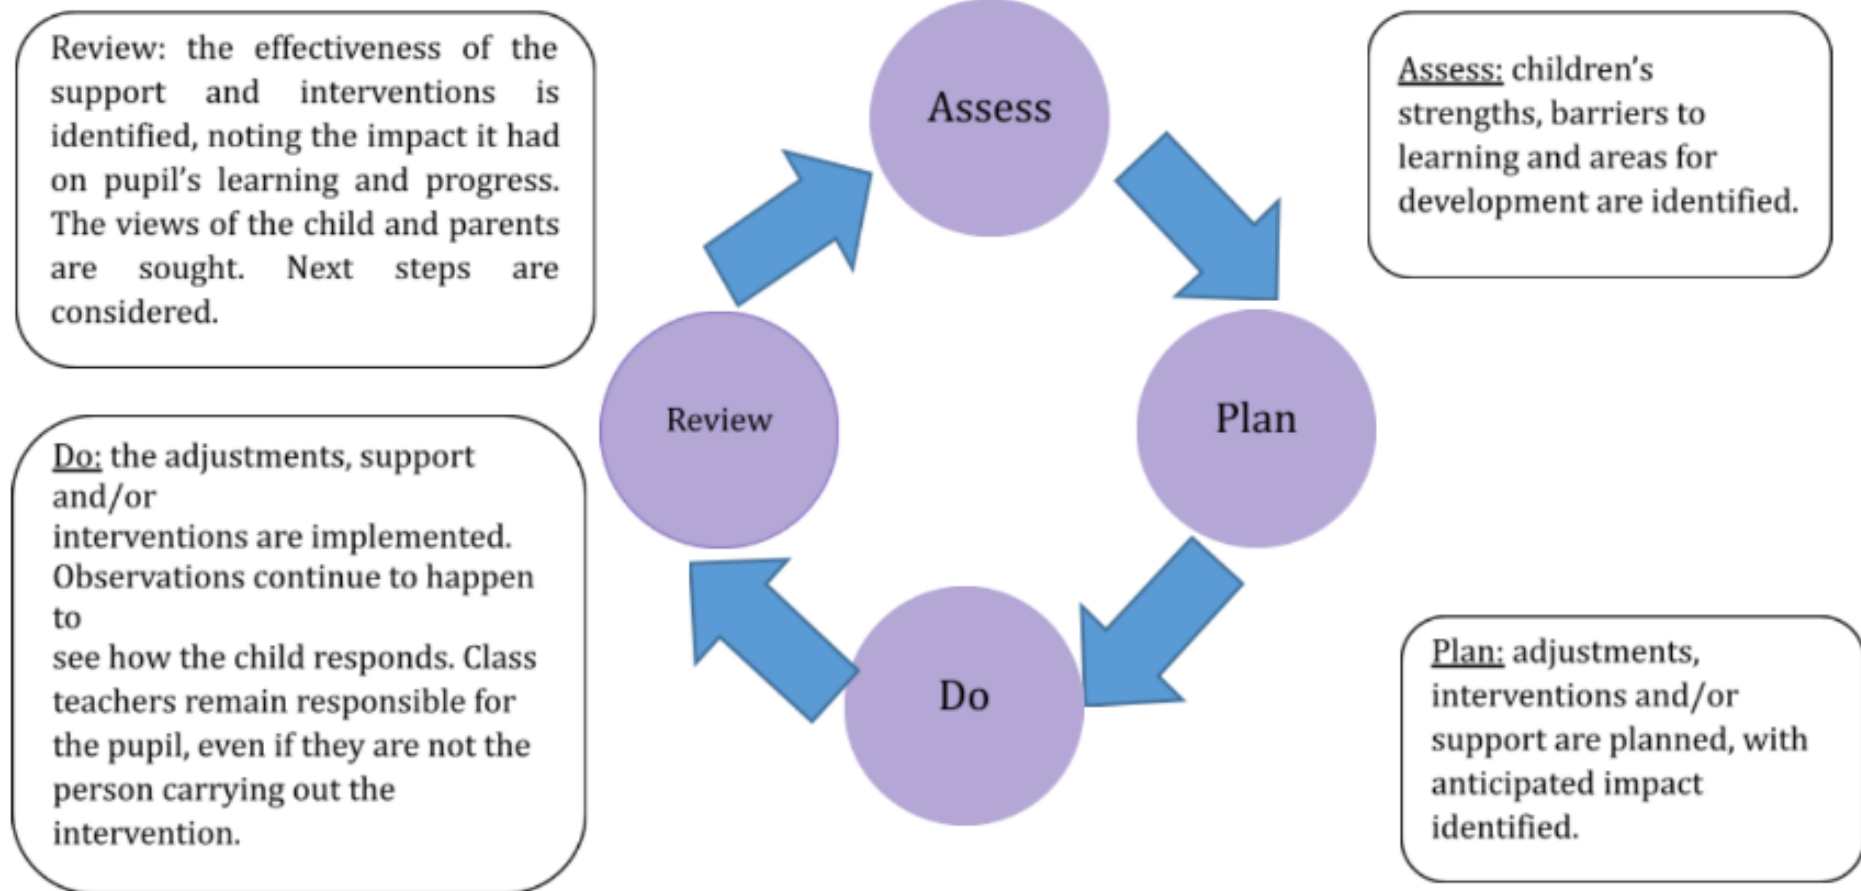 Review: the effectiveness of the
support and interventions is
identified, noting the impact it had
on pupil's learning and progress.
The views of the child and parents
are sought. Next steps are
considered.
Assess
Assess: children's
strengths, barriers to
learning and areas for
development are identified.
Review
Plan
Do: the adjustments, support
and/or
interventions are implemented.
Observations continue to happen
to
see how the child responds. Class
teachers remain responsible for
the pupil, even if they are not the
person carrying out the
intervention.
Do
Plan: adjustments,
interventions and/or
support are planned, with
anticipated impact
identified.